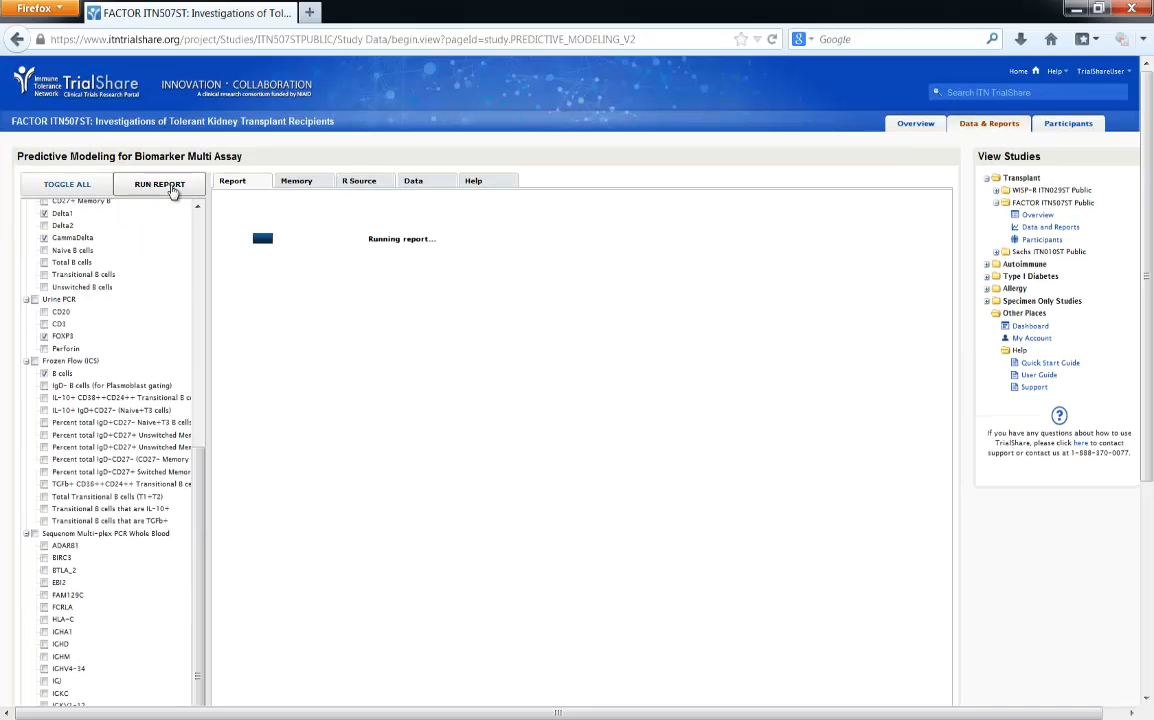 Firefox
FACTOR ITN507ST: Investigations of Tol...
https://www.itntrialshare.org/project/Studies/ITN507STPUBLIC/Study Data/begin.view?pageId=study.PREDICTIVE_MODELING_V2
Google
Immune Tolerance Network
TrialShare
Clinical Trials Research Portal
INNOVATION · COLLABORATION
A clinical research consortium funded by NIAID
Home
Help
TrialShareUser
Search ITN TrialShare
FACTOR ITN507ST: Investigations of Tolerant Kidney Transplant Recipients
Overview
Data & Reports
Participants
Predictive Modeling for Biomarker Multi Assay
TOGGLE ALL
RUN REPORT
Report
Memory
R Source
Data
Help
Running report...
CD27+ Memory B
Delta1
Delta2
GammaDelta
Naive B cells
Total B cells
Transitional B cells
Unswitched B cells
Urine PCR
CD20
CD3
FOXP3
Perforin
Frozen Flow (ICS)
B cells
IgD- B cells (for Plasmoblast gating)
IL-10+ CD38++CD24++ Transitional B ce
IL-10+ IgD+CD27- (Naive+T3 cells)
Percent total IgD+CD27- Naive+T3 B cells
Percent total IgD+CD27+ Unswitched Mer
Percent total IgD+CD27+ Unswitched Mer
Percent total IgD-CD27- (CD27- Memory
Percent total IgD-CD27+ Switched Memor
TGFb+ CD38++CD24++ Transitional B ce
Total Transitional B cells (T1+T2)
Transitional B cells that are IL-10+
Transitional B cells that are TGFb+
Sequenom Multi-plex PCR Whole Blood
ADARB1
BIRC3
BTLA_2
EBI2
FAM129C
FCRLA
HLA-C
IGHA1
IGHD
IGHM
IGHV4-34
IGJ
IGKC
IGKV1-13
View Studies
Transplant
WISP-R ITN029ST Public
FACTOR ITN507ST Public
Overview
Data and Reports
Participants
Sachs ITN010ST Public
Autoimmune
Type I Diabetes
Allergy
Specimen Only Studies
Other Places
Dashboard
My Account
Help
Quick Start Guide
User Guide
Support
If you have any questions about how to use
TrialShare, please click here to contact
support or contact us at 1-888-370-0077.